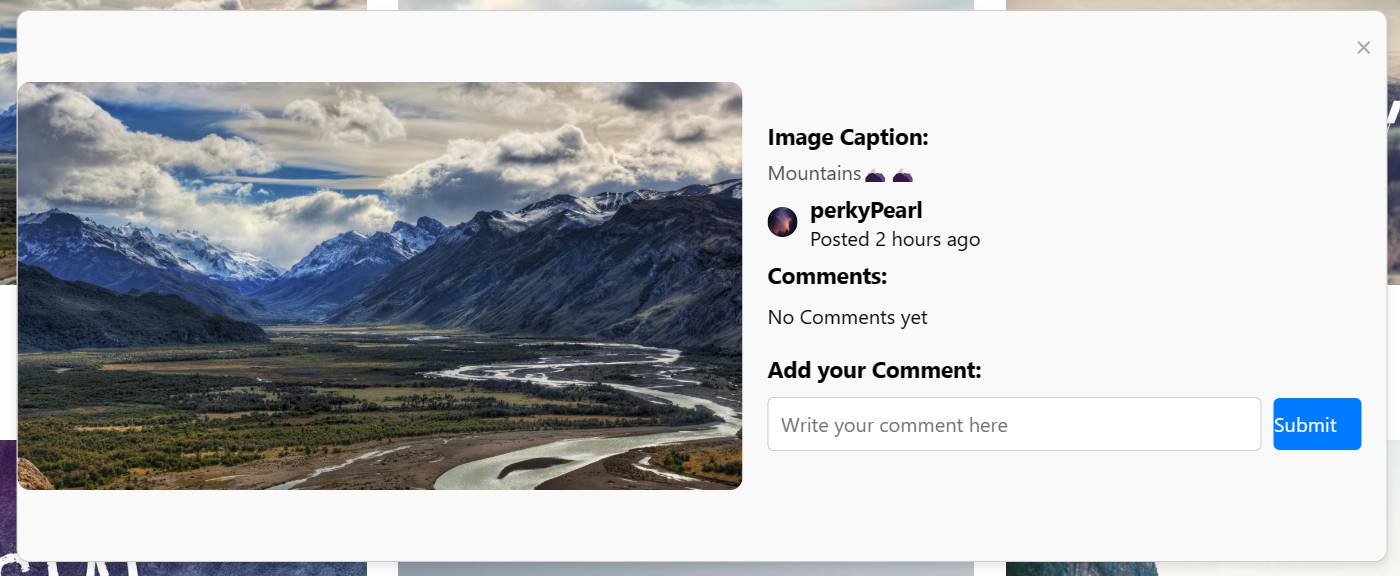 ×
Image Caption:
Mountains🏔️ 🏔️
perkyPearl
Posted 2 hours ago
Comments:
No Comments yet
Add your Comment:
Write your comment here
Submit